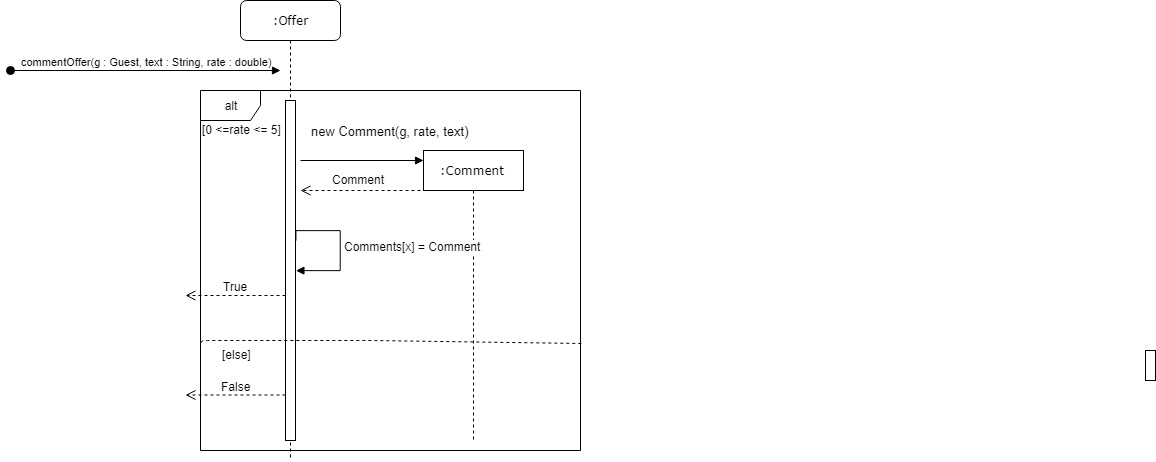 :Offer
commentOffer(g : Guest, text : String, rate : double)
alt
[0 <=rate <= 5]
new Comment(g, rate, text)
:Comment
Comment
Comments[x] = Comment
True
[else]
False